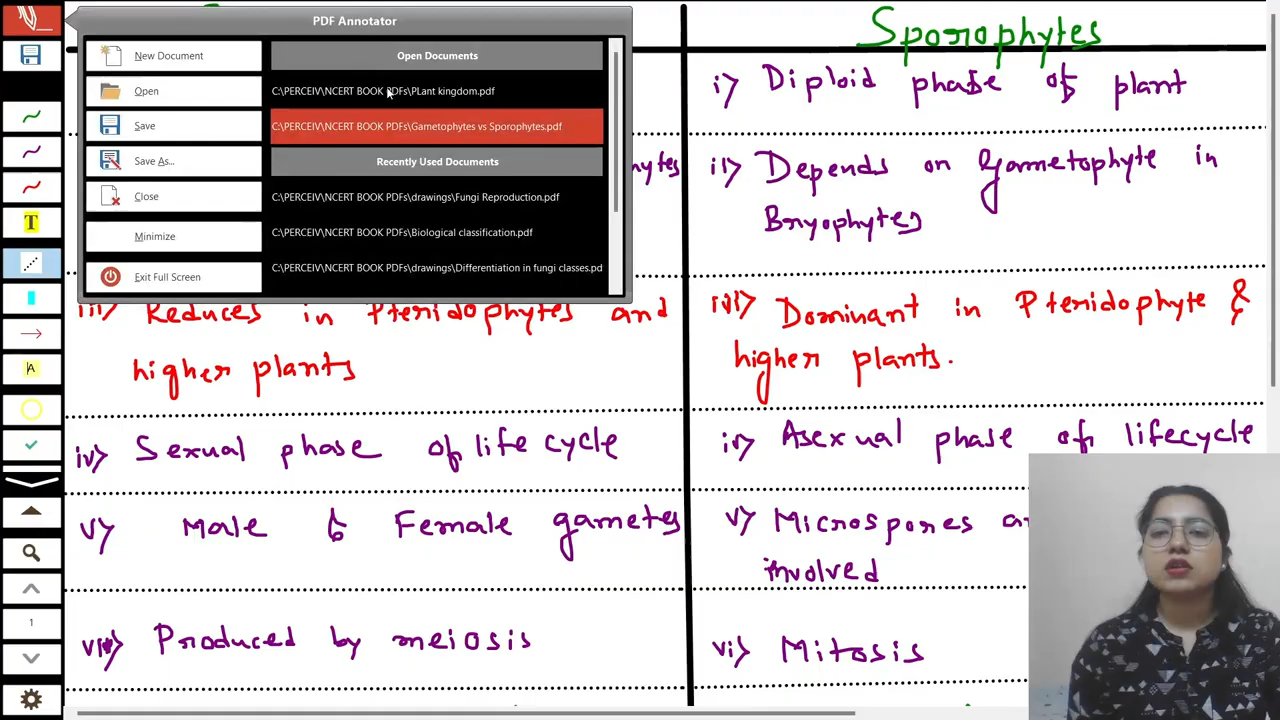 PDF Annotator
New Document
Open
Save
Save As...
Close
Minimize
Exit Full Screen
Open Documents
C:\PERCEIV\NCERT BOOK PDFs\PLant kingdom.pdf
C:\PERCEIV\NCERT BOOK PDFs\Gametophytes vs Sporophytes.pdf
Recently Used Documents
C:\PERCEIV\NCERT BOOK PDFs\drawings\Fungi Reproduction.pdf
C:\PERCEIV\NCERT BOOK PDFs\Biological classification.pdf
C:\PERCEIV\NCERT BOOK PDFs\drawings\Differentiation in fungi classes.pd
T
A
1
iii) Reduces in Pteridophytes and
higher plants
iv) Sexual phase of life cycle
v) Male & Female gametes
Produced by meiosis
Sporophytes
i) Diploid phase of plant
ii) Depends on Gametophyte in
Bryophytes
iii) Dominant in Pteridophyte &
higher plants.
iv) Asexual phase of lifecycle
v) Microspores
involved
vi) Mitosis